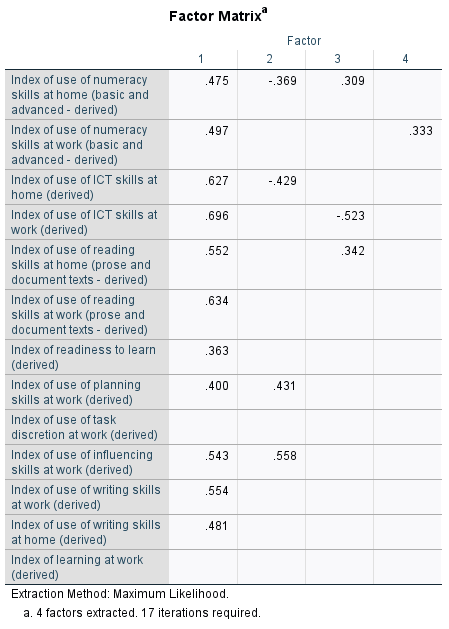 Factor Matrixa
Factor
1 2 3 4
Index of use of numeracy
skills at home (basic and
advanced - derived)
.475 -.369 .309
Index of use of numeracy
skills at work (basic and
advanced - derived)
.497 .333
Index of use of ICT skills at
home (derived)
.627 -.429
Index of use of ICT skills at
work (derived)
.696 -.523
Index of use of reading
skills at home (prose and
document texts - derived)
.552 .342
Index of use of reading
skills at work (prose and
document texts - derived)
.634
Index of readiness to learn
(derived)
.363
Index of use of planning
skills at work (derived)
.400 .431
Index of use of task
discretion at work (derived)
Index of use of influencing
skills at work (derived)
.543 .558
Index of use of writing skills
at work (derived)
.554
Index of use of writing skills
at home (derived)
.481
Index of learning at work
(derived)
Extraction Method: Maximum Likelihood.
a. 4 factors extracted. 17 iterations required.